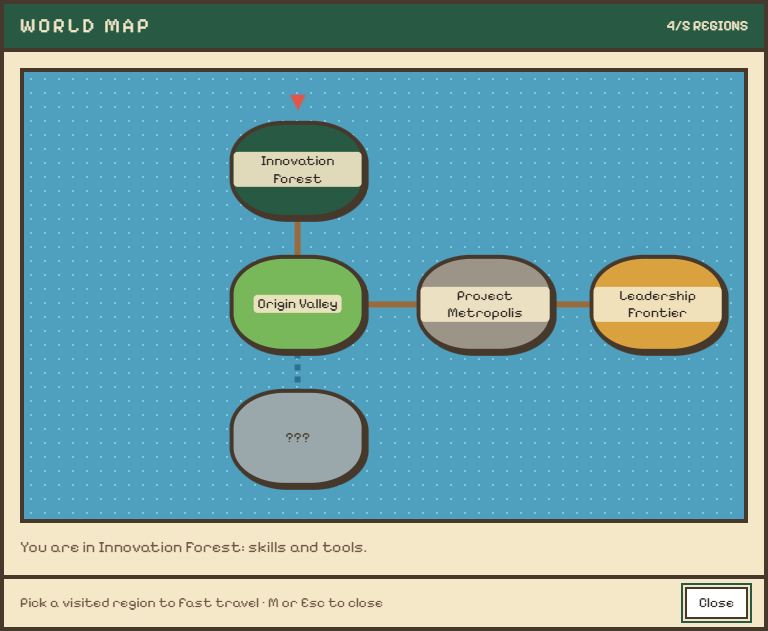 WORLD MAP
4/5 REGIONS
Innovation
Forest
Origin Valley
Project
Metropolis
Leadership
Frontier
???
You are in Innovation Forest: skills and tools.
Pick a visited region to fast travel · M or Esc to close
Close